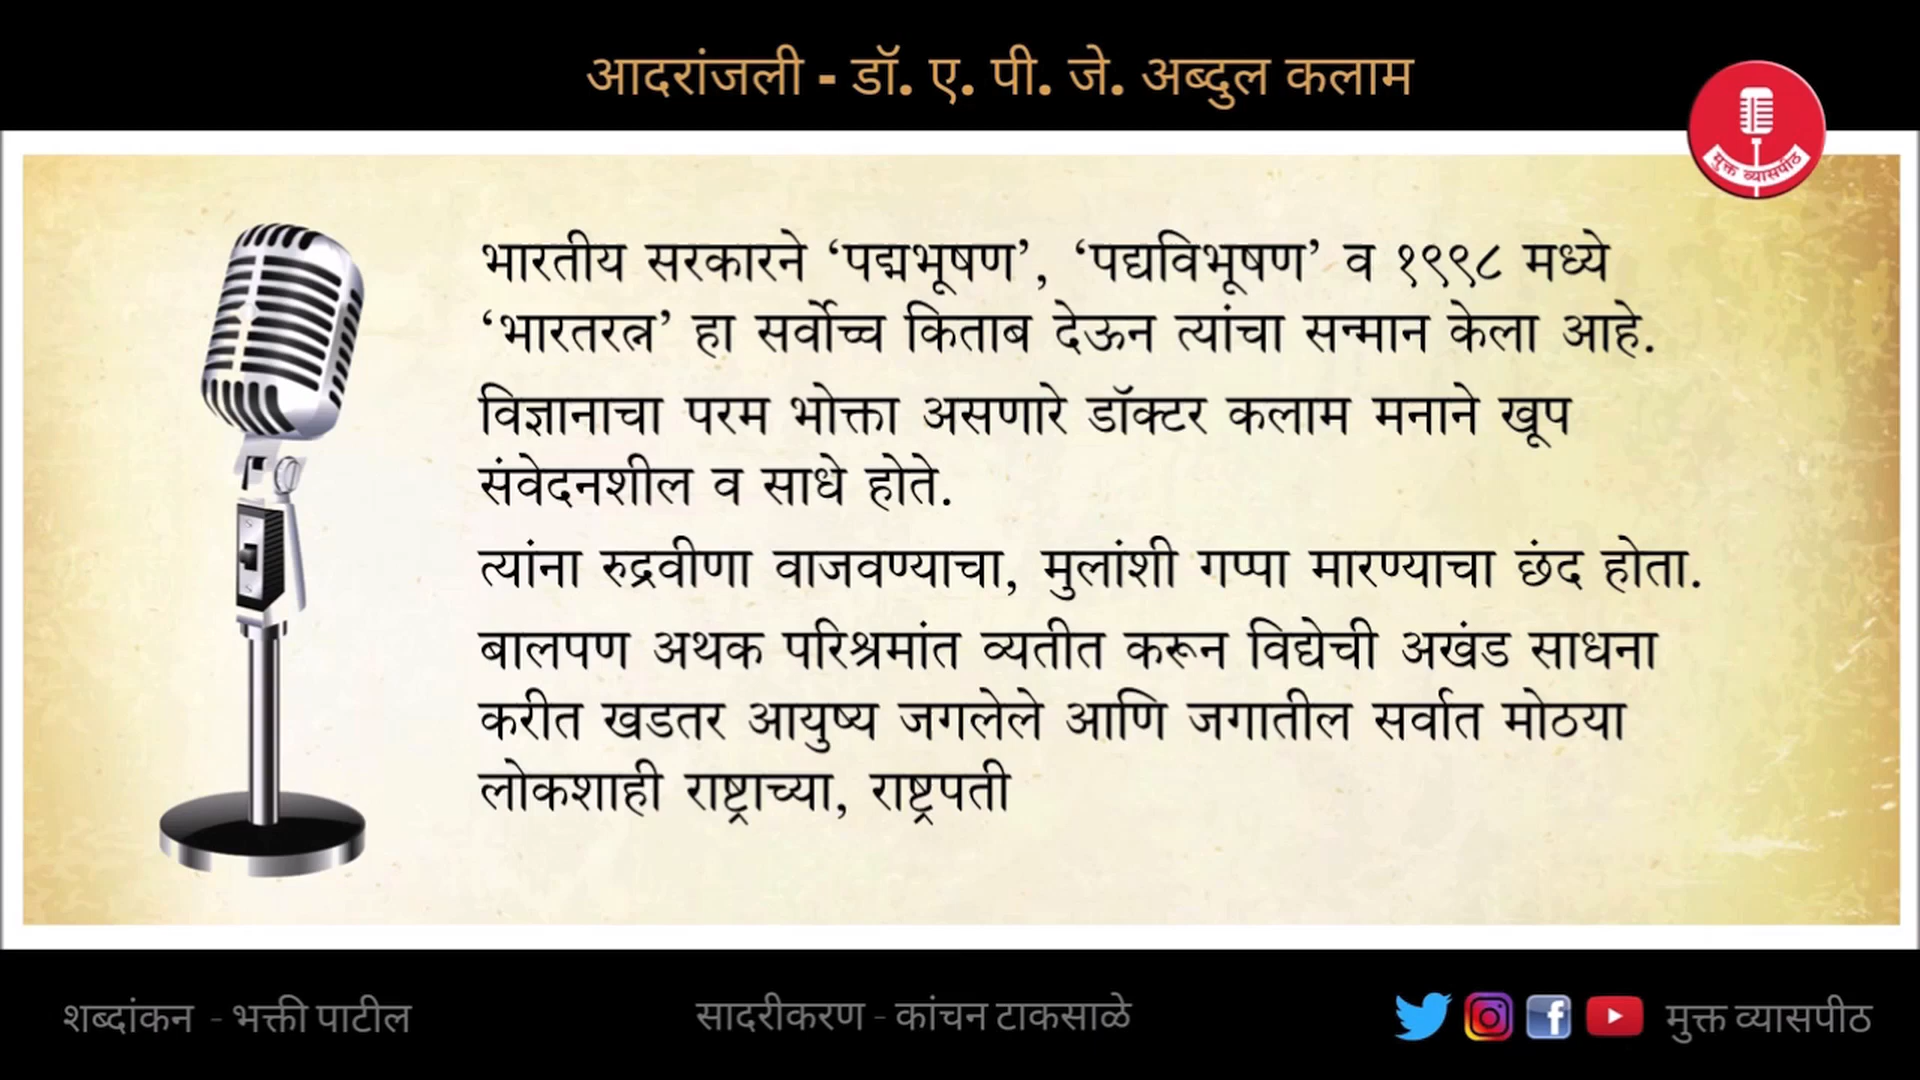 आदरांजली - डॉ. ए. पी. जे. अब्दुल कलाम
मुक्त व्यासपीठ
भारतीय सरकारने ‘पद्मभूषण’, ‘पद्यविभूषण’ व १९९८ मध्ये
‘भारतरत्न’ हा सर्वोच्च किताब देऊन त्यांचा सन्मान केला आहे.
विज्ञानाचा परम भोक्ता असणारे डॉक्टर कलाम मनाने खूप
संवेदनशील व साधे होते.
त्यांना रुद्रवीणा वाजवण्याचा, मुलांशी गप्पा मारण्याचा छंद होता.
बालपण अथक परिश्रमांत व्यतीत करून विद्येची अखंड साधना
करीत खडतर आयुष्य जगलेले आणि जगातील सर्वात मोठया
लोकशाही राष्ट्राच्या, राष्ट्रपती
शब्दांकन - भक्ती पाटील
सादरीकरण - कांचन टाकसाळे
मुक्त व्यासपीठ